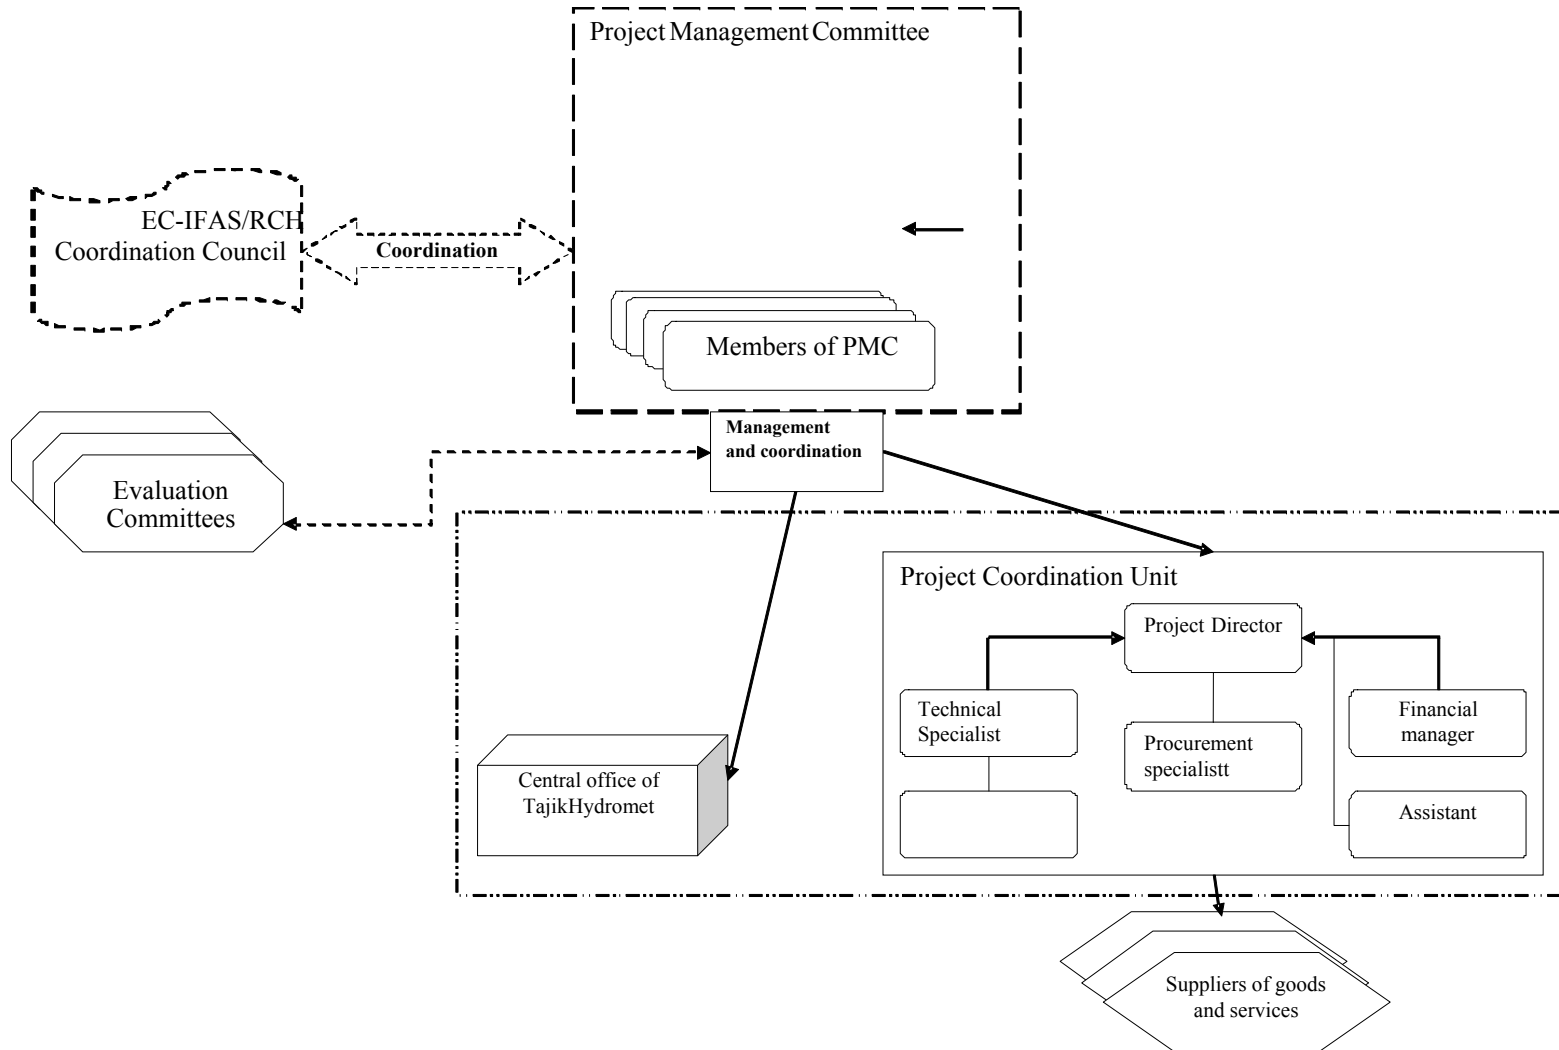 Project Management Committee
EC-IFAS/RCH
Coordination Council
Coordination
Members of PMC
Management
and coordination
Evaluation
Committees
Project Coordination Unit
Project Director
Technical
Specialist
Financial
manager
Procurement
specialistt
Central office of
TajikHydromet
Assistant
Suppliers of goods
and services